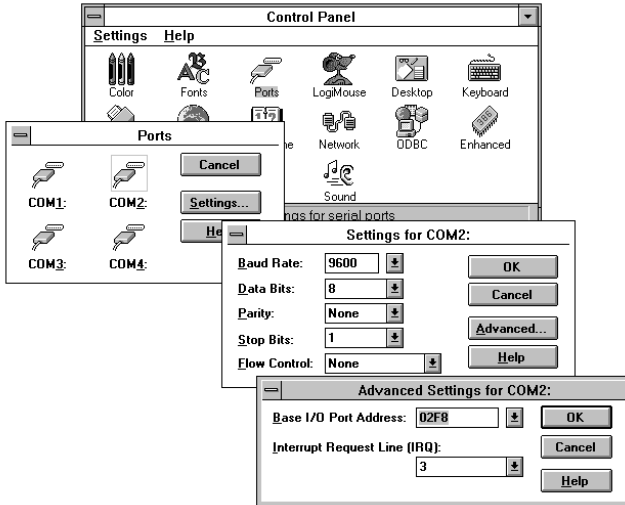 Control Panel
Settings Help
Color Fonts Ports LogiMouse Desktop Keyboard
Network ODBC Enhanced
Sound
for serial ports
Ports
Cancel
COM1: COM2: Settings...
COM3: COM4:
Settings for COM2:
Baud Rate: 9600 OK
Data Bits: 8 Cancel
Parity: None
Advanced...
Stop Bits: 1
Flow Control: None Help
Advanced Settings for COM2:
Base I/O Port Address: 02F8 OK
Interrupt Request Line (IRQ): Cancel
3
Help